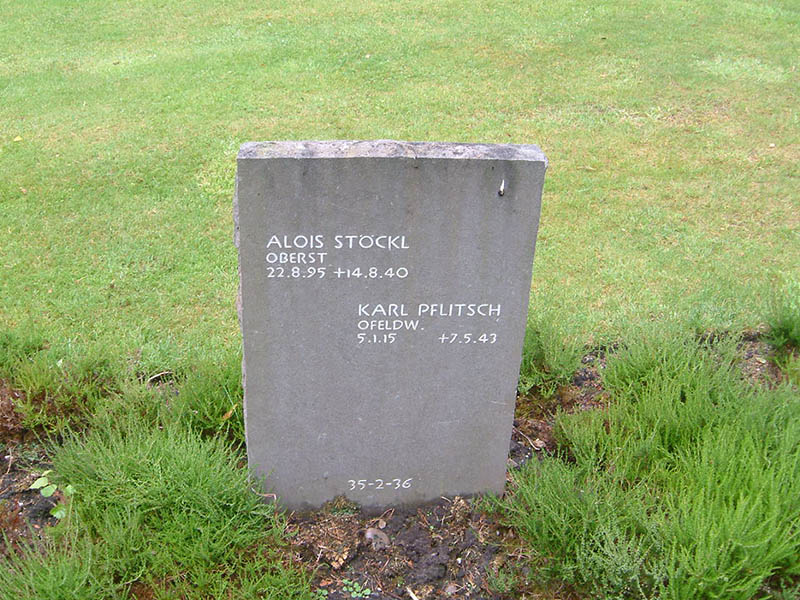 ALOIS STÖCKL
OBERST
22.8.95 +14.8.40
KARL PFLITSCH
OFELDW.
5.1.15 +7.5.43
35-2-36